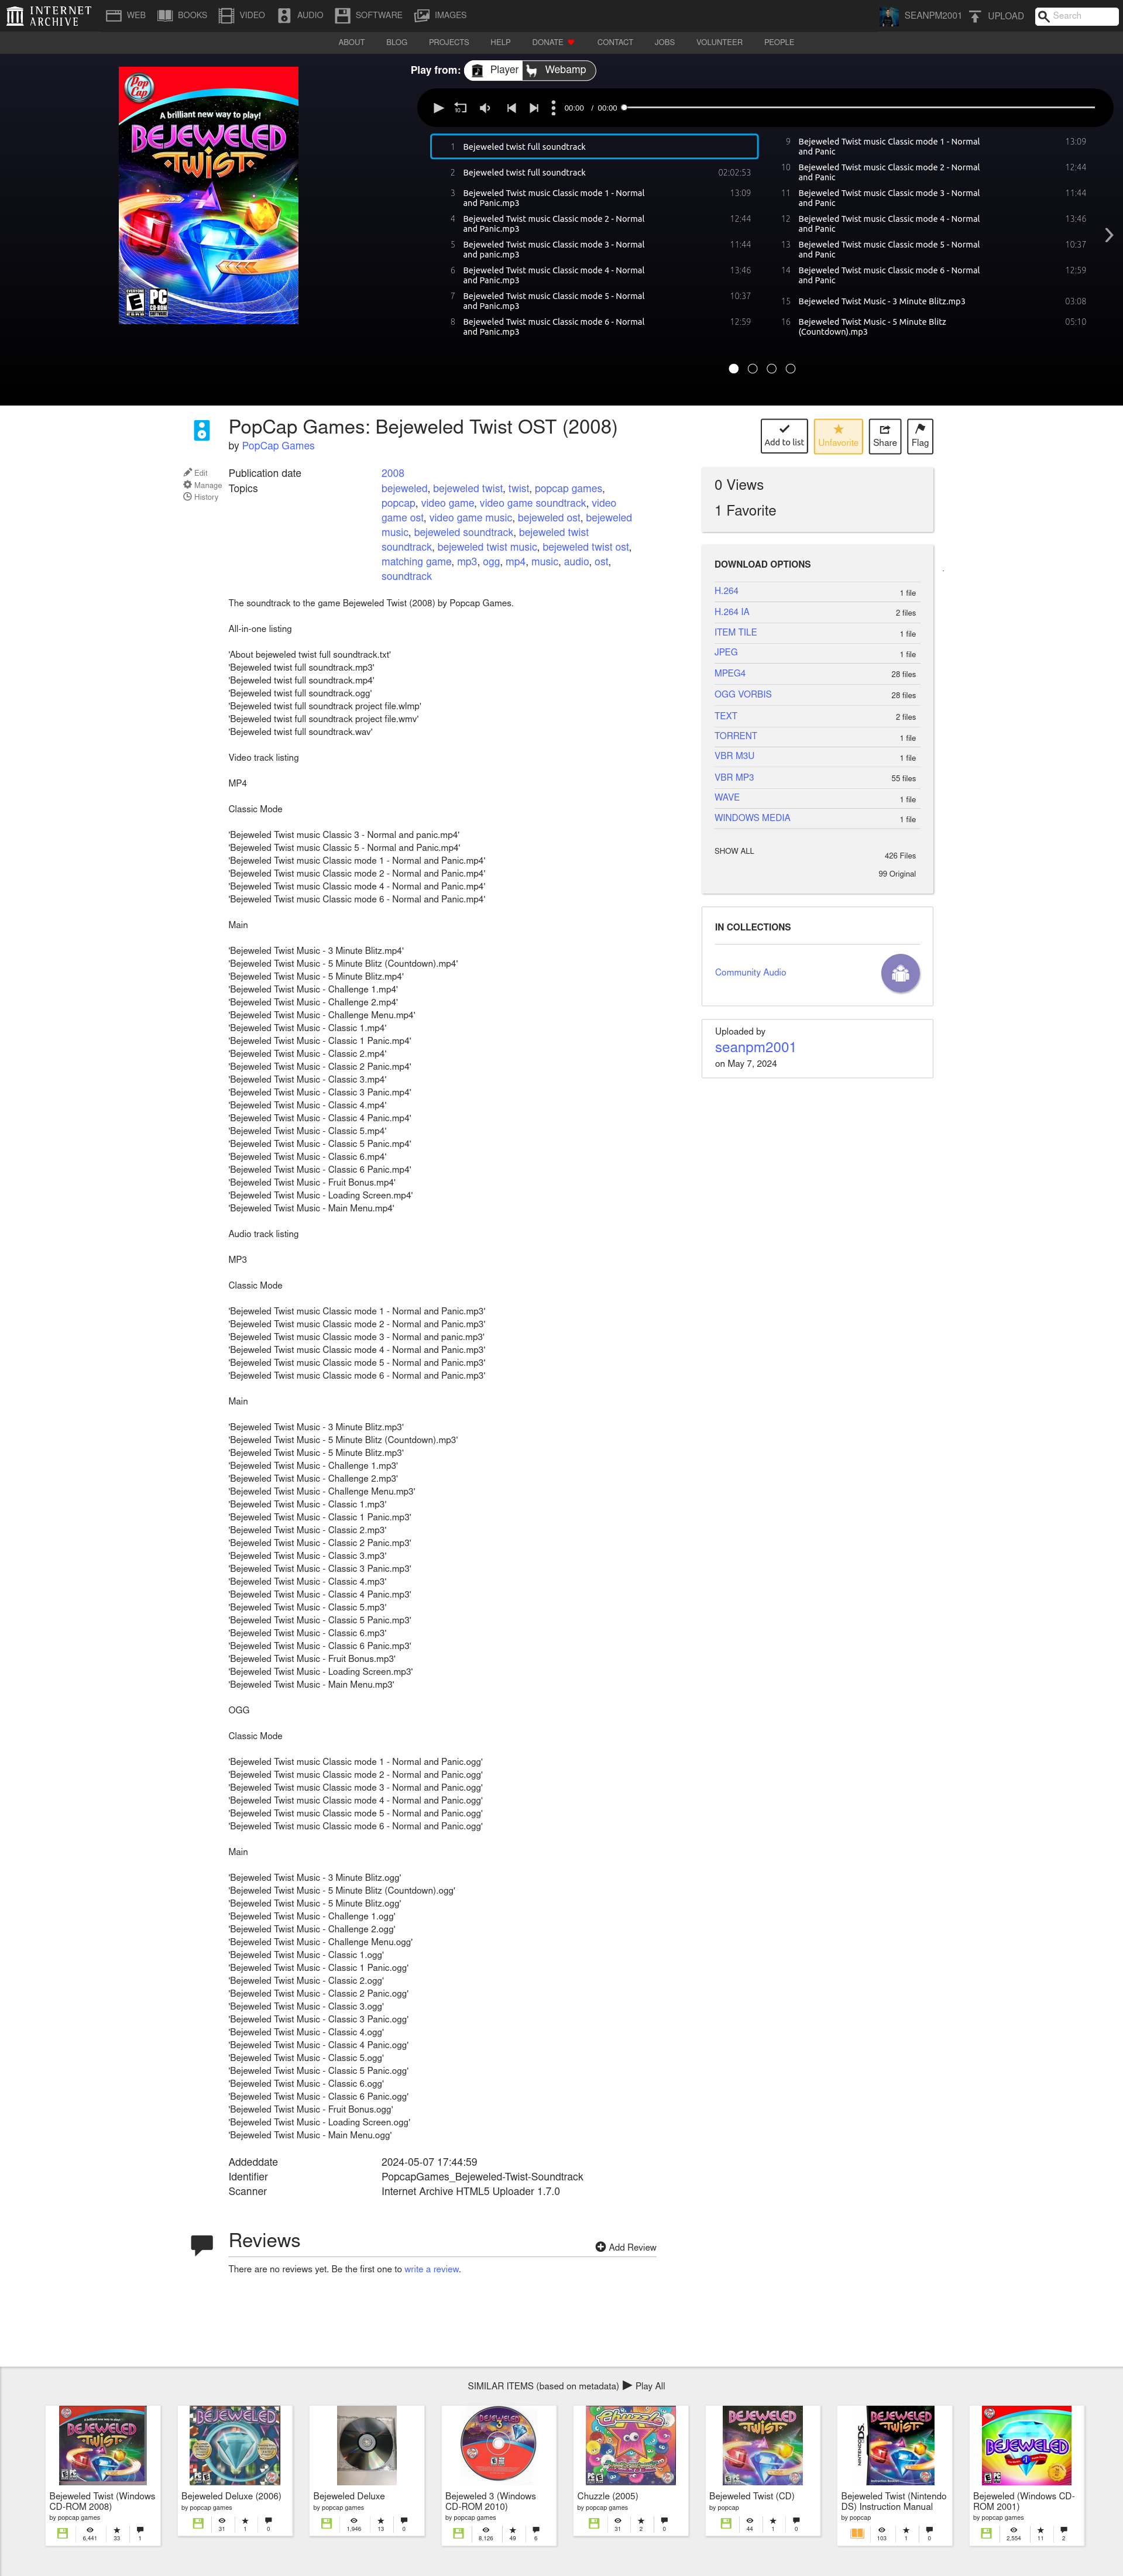 INTERNET ARCHIVE
WEB BOOKS VIDEO AUDIO SOFTWARE IMAGES
SEANPM2001 UPLOAD Search
ABOUT BLOG PROJECTS HELP DONATE CONTACT JOBS VOLUNTEER PEOPLE
PopCap
A brilliant new way to play!
BEJEWELED
TWIST
EVERYONE
E
ESRB
PC
CD-ROM
SOFTWARE
Play from: Player Webamp
10
00:00 / 00:00
1 Bejeweled twist full soundtrack
2 Bejeweled twist full soundtrack 02:02:53
3 Bejeweled Twist music Classic mode 1 - Normal
and Panic.mp3 13:09
4 Bejeweled Twist music Classic mode 2 - Normal
and Panic.mp3 12:44
5 Bejeweled Twist music Classic mode 3 - Normal
and panic.mp3 11:44
6 Bejeweled Twist music Classic mode 4 - Normal
and Panic.mp3 13:46
7 Bejeweled Twist music Classic mode 5 - Normal
and Panic.mp3 10:37
8 Bejeweled Twist music Classic mode 6 - Normal
and Panic.mp3 12:59
9 Bejeweled Twist music Classic mode 1 - Normal
and Panic 13:09
10 Bejeweled Twist music Classic mode 2 - Normal
and Panic 12:44
11 Bejeweled Twist music Classic mode 3 - Normal
and Panic 11:44
12 Bejeweled Twist music Classic mode 4 - Normal
and Panic 13:46
13 Bejeweled Twist music Classic mode 5 - Normal
and Panic 10:37
14 Bejeweled Twist music Classic mode 6 - Normal
and Panic 12:59
15 Bejeweled Twist Music - 3 Minute Blitz.mp3 03:08
16 Bejeweled Twist Music - 5 Minute Blitz
(Countdown).mp3 05:10
PopCap Games: Bejeweled Twist OST (2008)
by PopCap Games
Edit
Manage
History
Publication date 2008
Topics bejeweled, bejeweled twist, twist, popcap games,
popcap, video game, video game soundtrack, video
game ost, video game music, bejeweled ost, bejeweled
music, bejeweled soundtrack, bejeweled twist
soundtrack, bejeweled twist music, bejeweled twist ost,
matching game, mp3, ogg, mp4, music, audio, ost,
soundtrack
The soundtrack to the game Bejeweled Twist (2008) by Popcap Games.
All-in-one listing
'About bejeweled twist full soundtrack.txt'
'Bejeweled twist full soundtrack.mp3'
'Bejeweled twist full soundtrack.mp4'
'Bejeweled twist full soundtrack.ogg'
'Bejeweled twist full soundtrack project file.wlmp'
'Bejeweled twist full soundtrack project file.wmv'
'Bejeweled twist full soundtrack.wav'
Video track listing
MP4
Classic Mode
'Bejeweled Twist music Classic 3 - Normal and panic.mp4'
'Bejeweled Twist music Classic 5 - Normal and Panic.mp4'
'Bejeweled Twist music Classic mode 1 - Normal and Panic.mp4'
'Bejeweled Twist music Classic mode 2 - Normal and Panic.mp4'
'Bejeweled Twist music Classic mode 4 - Normal and Panic.mp4'
'Bejeweled Twist music Classic mode 6 - Normal and Panic.mp4'
Main
'Bejeweled Twist Music - 3 Minute Blitz.mp4'
'Bejeweled Twist Music - 5 Minute Blitz (Countdown).mp4'
'Bejeweled Twist Music - 5 Minute Blitz.mp4'
'Bejeweled Twist Music - Challenge 1.mp4'
'Bejeweled Twist Music - Challenge 2.mp4'
'Bejeweled Twist Music - Challenge Menu.mp4'
'Bejeweled Twist Music - Classic 1.mp4'
'Bejeweled Twist Music - Classic 1 Panic.mp4'
'Bejeweled Twist Music - Classic 2.mp4'
'Bejeweled Twist Music - Classic 2 Panic.mp4'
'Bejeweled Twist Music - Classic 3.mp4'
'Bejeweled Twist Music - Classic 3 Panic.mp4'
'Bejeweled Twist Music - Classic 4.mp4'
'Bejeweled Twist Music - Classic 4 Panic.mp4'
'Bejeweled Twist Music - Classic 5.mp4'
'Bejeweled Twist Music - Classic 5 Panic.mp4'
'Bejeweled Twist Music - Classic 6.mp4'
'Bejeweled Twist Music - Classic 6 Panic.mp4'
'Bejeweled Twist Music - Fruit Bonus.mp4'
'Bejeweled Twist Music - Loading Screen.mp4'
'Bejeweled Twist Music - Main Menu.mp4'
Audio track listing
MP3
Classic Mode
'Bejeweled Twist music Classic mode 1 - Normal and Panic.mp3'
'Bejeweled Twist music Classic mode 2 - Normal and Panic.mp3'
'Bejeweled Twist music Classic mode 3 - Normal and panic.mp3'
'Bejeweled Twist music Classic mode 4 - Normal and Panic.mp3'
'Bejeweled Twist music Classic mode 5 - Normal and Panic.mp3'
'Bejeweled Twist music Classic mode 6 - Normal and Panic.mp3'
Main
'Bejeweled Twist Music - 3 Minute Blitz.mp3'
'Bejeweled Twist Music - 5 Minute Blitz (Countdown).mp3'
'Bejeweled Twist Music - 5 Minute Blitz.mp3'
'Bejeweled Twist Music - Challenge 1.mp3'
'Bejeweled Twist Music - Challenge 2.mp3'
'Bejeweled Twist Music - Challenge Menu.mp3'
'Bejeweled Twist Music - Classic 1.mp3'
'Bejeweled Twist Music - Classic 1 Panic.mp3'
'Bejeweled Twist Music - Classic 2.mp3'
'Bejeweled Twist Music - Classic 2 Panic.mp3'
'Bejeweled Twist Music - Classic 3.mp3'
'Bejeweled Twist Music - Classic 3 Panic.mp3'
'Bejeweled Twist Music - Classic 4.mp3'
'Bejeweled Twist Music - Classic 4 Panic.mp3'
'Bejeweled Twist Music - Classic 5.mp3'
'Bejeweled Twist Music - Classic 5 Panic.mp3'
'Bejeweled Twist Music - Classic 6.mp3'
'Bejeweled Twist Music - Classic 6 Panic.mp3'
'Bejeweled Twist Music - Fruit Bonus.mp3'
'Bejeweled Twist Music - Loading Screen.mp3'
'Bejeweled Twist Music - Main Menu.mp3'
OGG
Classic Mode
'Bejeweled Twist music Classic mode 1 - Normal and Panic.ogg'
'Bejeweled Twist music Classic mode 2 - Normal and Panic.ogg'
'Bejeweled Twist music Classic mode 3 - Normal and Panic.ogg'
'Bejeweled Twist music Classic mode 4 - Normal and Panic.ogg'
'Bejeweled Twist music Classic mode 5 - Normal and Panic.ogg'
'Bejeweled Twist music Classic mode 6 - Normal and Panic.ogg'
Main
'Bejeweled Twist Music - 3 Minute Blitz.ogg'
'Bejeweled Twist Music - 5 Minute Blitz (Countdown).ogg'
'Bejeweled Twist Music - 5 Minute Blitz.ogg'
'Bejeweled Twist Music - Challenge 1.ogg'
'Bejeweled Twist Music - Challenge 2.ogg'
'Bejeweled Twist Music - Challenge Menu.ogg'
'Bejeweled Twist Music - Classic 1.ogg'
'Bejeweled Twist Music - Classic 1 Panic.ogg'
'Bejeweled Twist Music - Classic 2.ogg'
'Bejeweled Twist Music - Classic 2 Panic.ogg'
'Bejeweled Twist Music - Classic 3.ogg'
'Bejeweled Twist Music - Classic 3 Panic.ogg'
'Bejeweled Twist Music - Classic 4.ogg'
'Bejeweled Twist Music - Classic 4 Panic.ogg'
'Bejeweled Twist Music - Classic 5.ogg'
'Bejeweled Twist Music - Classic 5 Panic.ogg'
'Bejeweled Twist Music - Classic 6.ogg'
'Bejeweled Twist Music - Classic 6 Panic.ogg'
'Bejeweled Twist Music - Fruit Bonus.ogg'
'Bejeweled Twist Music - Loading Screen.ogg'
'Bejeweled Twist Music - Main Menu.ogg'
Addeddate 2024-05-07 17:44:59
Identifier PopcapGames_Bejeweled-Twist-Soundtrack
Scanner Internet Archive HTML5 Uploader 1.7.0
Add to list Unfavorite Share Flag
0 Views
1 Favorite
DOWNLOAD OPTIONS
H.264 1 file
H.264 IA 2 files
ITEM TILE 1 file
JPEG 1 file
MPEG4 28 files
OGG VORBIS 28 files
TEXT 2 files
TORRENT 1 file
VBR M3U 1 file
VBR MP3 55 files
WAVE 1 file
WINDOWS MEDIA 1 file
SHOW ALL 426 Files
99 Original
IN COLLECTIONS
Community Audio
Uploaded by
seanpm2001
on May 7, 2024
Reviews Add Review
There are no reviews yet. Be the first one to write a review.
SIMILAR ITEMS (based on metadata) Play All
BEJEWELED
TWIST
Bejeweled Twist (Windows
CD-ROM 2008)
by popcap games
6,441 33 1
BEJEWELED
Bejeweled Deluxe (2006)
by popcap games
31 1 0
Bejeweled Deluxe
by popcap games
1,946 13 0
BEJEWELED
3
Bejeweled 3 (Windows
CD-ROM 2010)
by popcap games
8,126 49 6
Chuzzle
Chuzzle (2005)
by popcap games
31 2 0
BEJEWELED
TWIST
Bejeweled Twist (CD)
by popcap
44 1 0
NINTENDO DS
BEJEWELED
TWIST
Bejeweled Twist (Nintendo
DS) Instruction Manual
by popcap
103 1 0
BEJEWELED
Bejeweled (Windows CD-
ROM 2001)
by popcap games
2,554 11 2